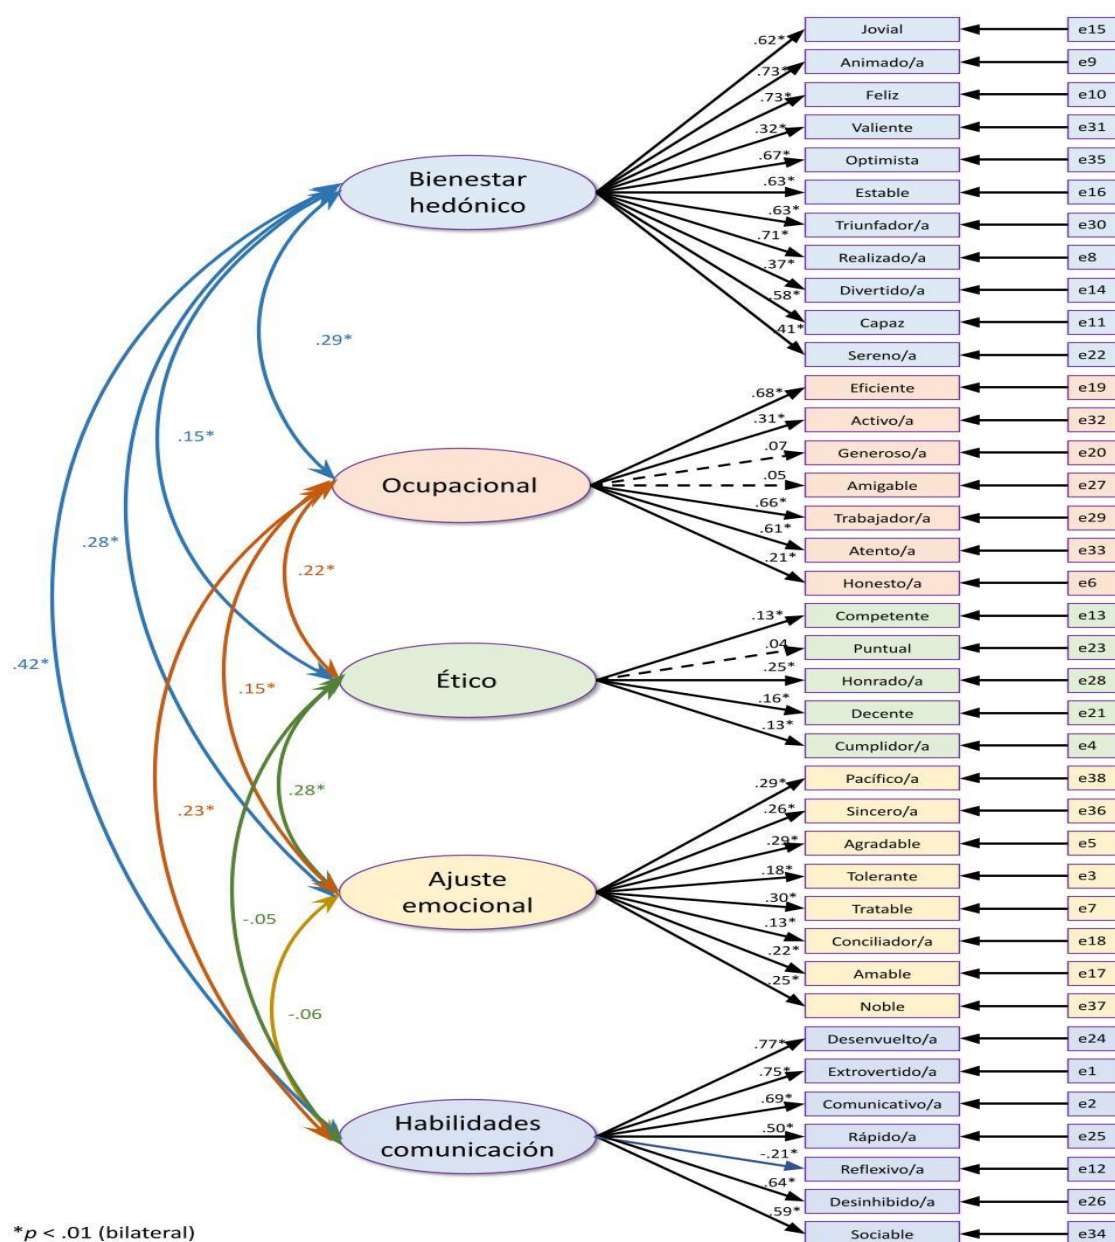 .62*
Jovial
e15
.73*
Animado/a
e9
.73*
Feliz
e10
.32*
Valiente
e31
.67*
Optimista
e35
.63*
Estable
e16
.63*
Triunfador/a
e30
.71*
Realizado/a
e8
.37*
Divertido/a
e14
.58*
Capaz
e11
.41*
Sereno/a
e22
Bienestar
hedónico
.68*
Eficiente
e19
.31*
Activo/a
e32
.07
Generoso/a
e20
.05
Amigable
e27
.66*
Trabajador/a
e29
.61*
Atento/a
e33
.21*
Honesto/a
e6
Ocupacional
.13*
Competente
e13
.04
Puntual
e23
.25*
Honrado/a
e28
.16*
Decente
e21
.13*
Cumplidor/a
e4
Ético
.29*
Pacífico/a
e38
.26*
Sincero/a
e36
.29*
Agradable
e5
.18*
Tolerante
e3
.30*
Tratable
e7
.13*
Conciliador/a
e18
.22*
Amable
e17
.25*
Noble
e37
Ajuste
emocional
.77*
Desenvuelto/a
e24
.75*
Extrovertido/a
e1
.69*
Comunicativo/a
e2
.50*
Rápido/a
e25
-.21*
Reflexivo/a
e12
.64*
Desinhibido/a
e26
.59*
Sociable
e34
Habilidades
comunicación
.29*
.15*
.28*
.42*
.22*
.15*
.23*
.28*
-.05
-.06
*p < .01 (bilateral)